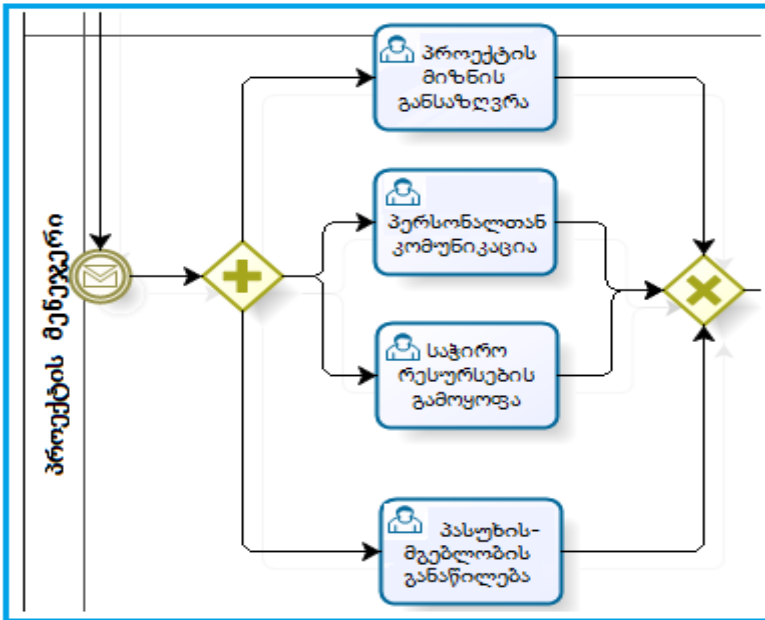 პროექტის მენეჯერი
პროექტის
მიზნის
განსაზღვრა
პერსონალთან
კომუნიკაცია
საჭირო
რესურსების
გამოყოფა
პასუხის-
მგებლობის
განაწილება